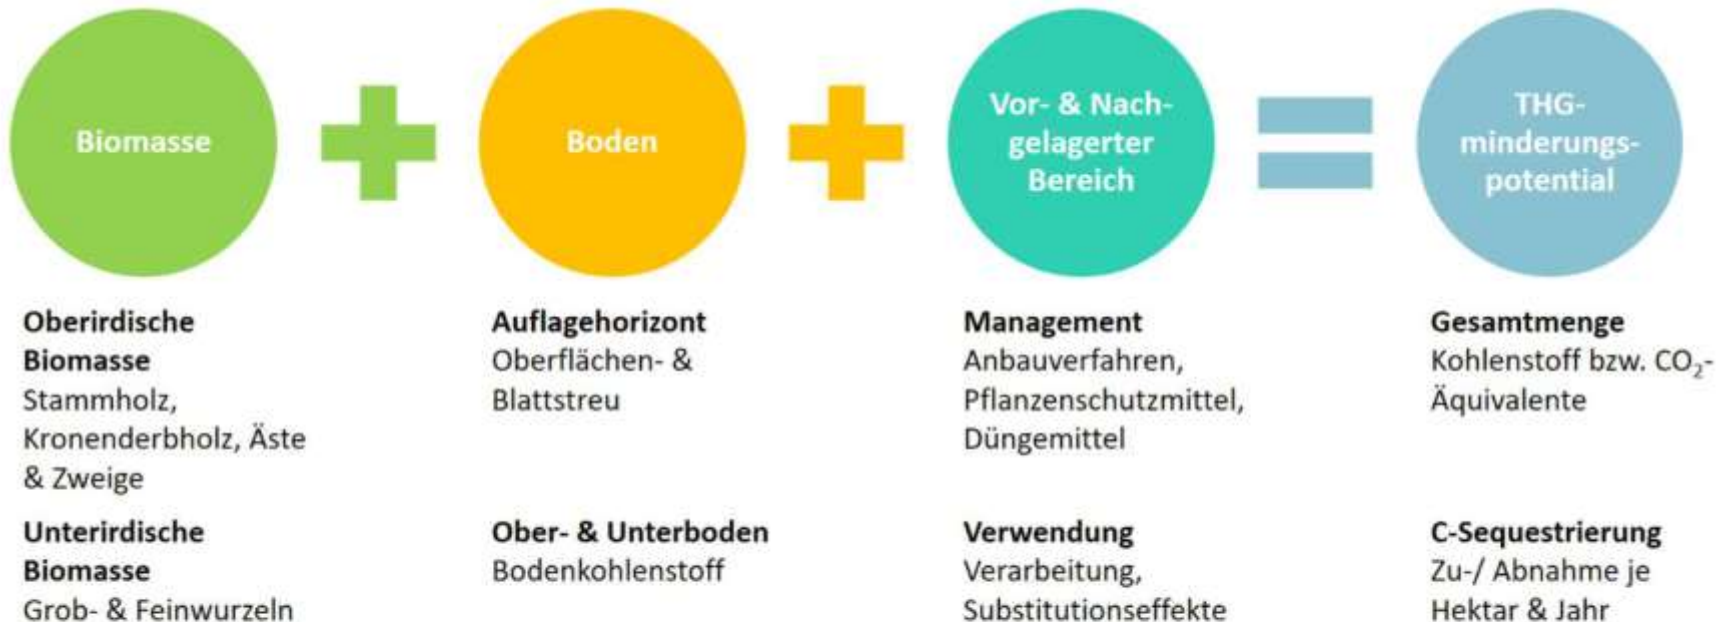 Biomasse
Boden
Vor- & Nach-
gelagerter
Bereich
THG-
minderungs-
potential
Oberirdische
Biomasse
Stammholz,
Kronenderbholz, Äste
& Zweige
Unterirdische
Biomasse
Grob- & Feinwurzeln
Auflagehorizont
Oberflächen- &
Blattstreu
Ober- & Unterboden
Bodenkohlenstoff
Management
Anbauverfahren,
Pflanzenschutzmittel,
Düngemittel
Verwendung
Verarbeitung,
Substitutionseffekte
Gesamtmenge
Kohlenstoff bzw. CO₂-
Äquivalente
C-Sequestrierung
Zu-/ Abnahme je
Hektar & Jahr